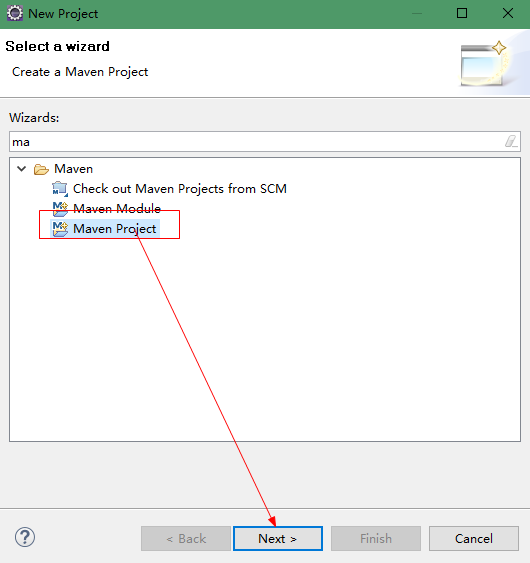 New Project
Select a wizard
Create a Maven Project
Wizards:
ma
Maven
Check out Maven Projects from SCM
Maven Module
Maven Project
< Back
Next >
Finish
Cancel